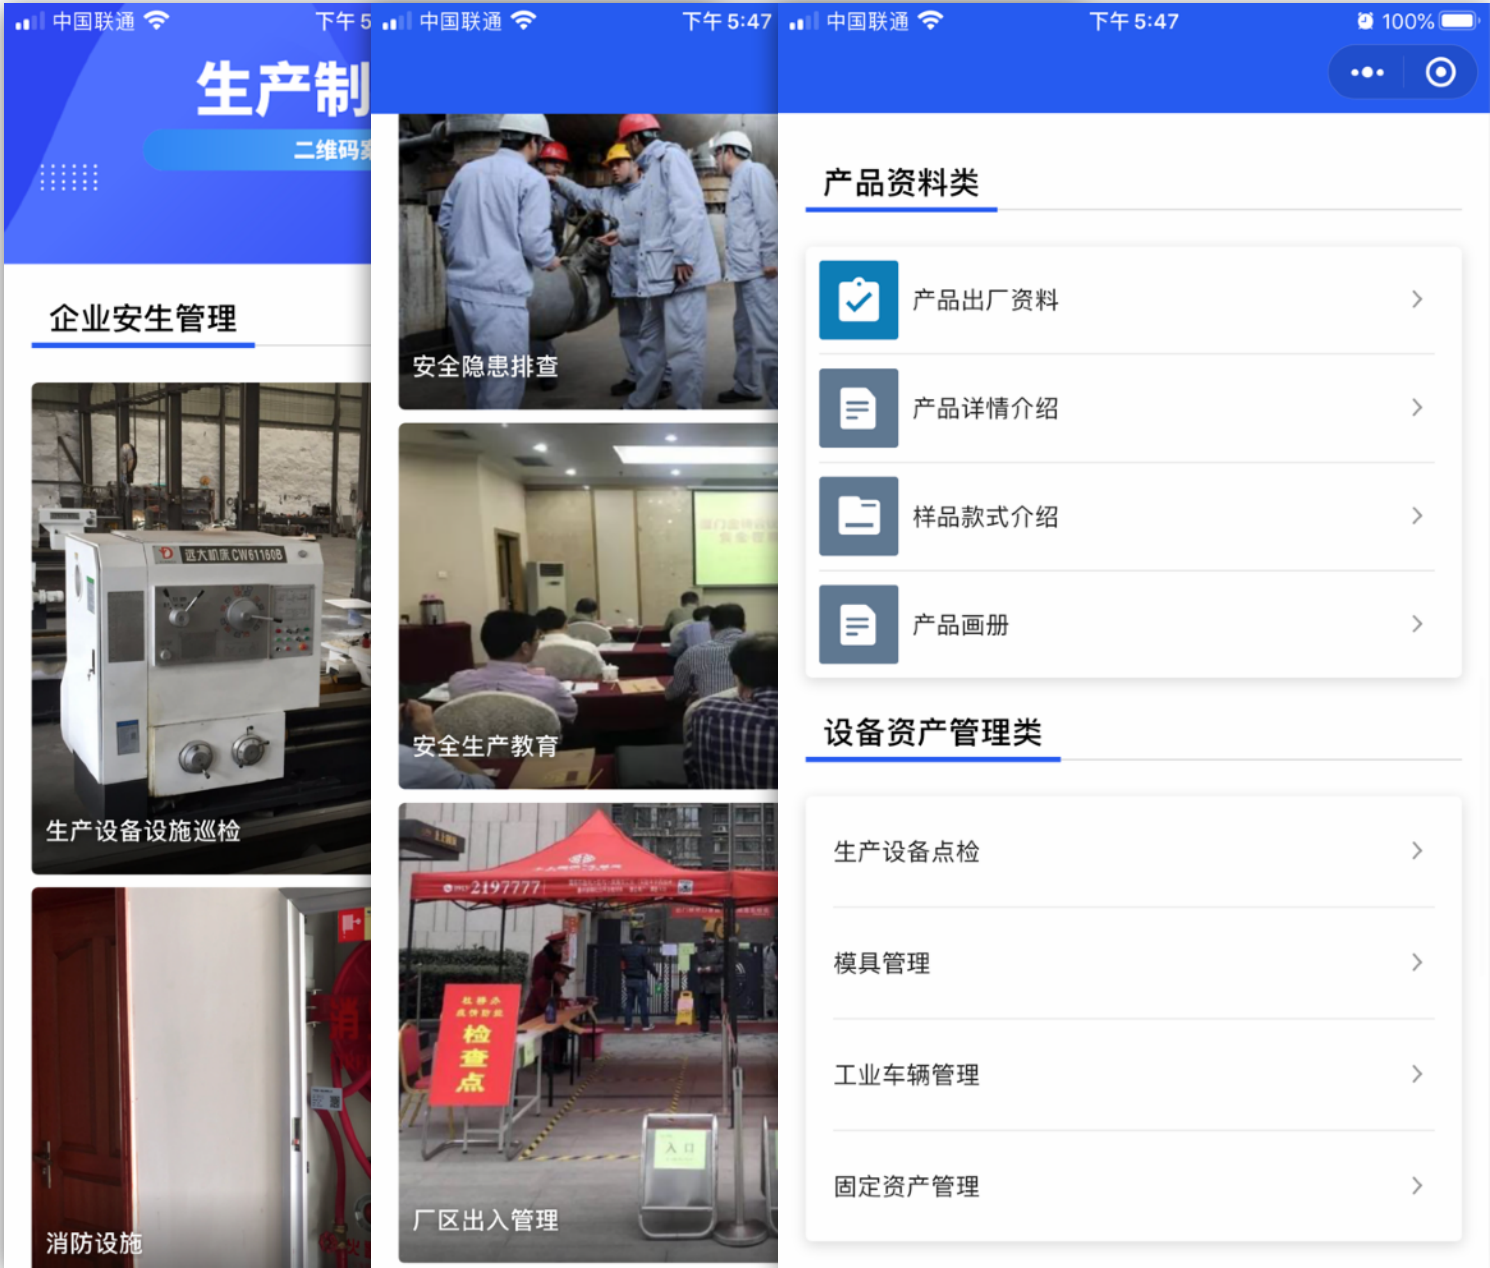 中国联通
下午 5
生产制
二维码案
企业安生管理
远大机床 CW61160B
生产设备设施巡检
消防设施
中国联通
下午 5:47
安全隐患排查
安全生产教育
2197777
检
查
点
入口
厂区出入管理
中国联通
下午 5:47
100%
产品资料类
产品出厂资料
产品详情介绍
样品款式介绍
产品画册
设备资产管理类
生产设备点检
模具管理
工业车辆管理
固定资产管理